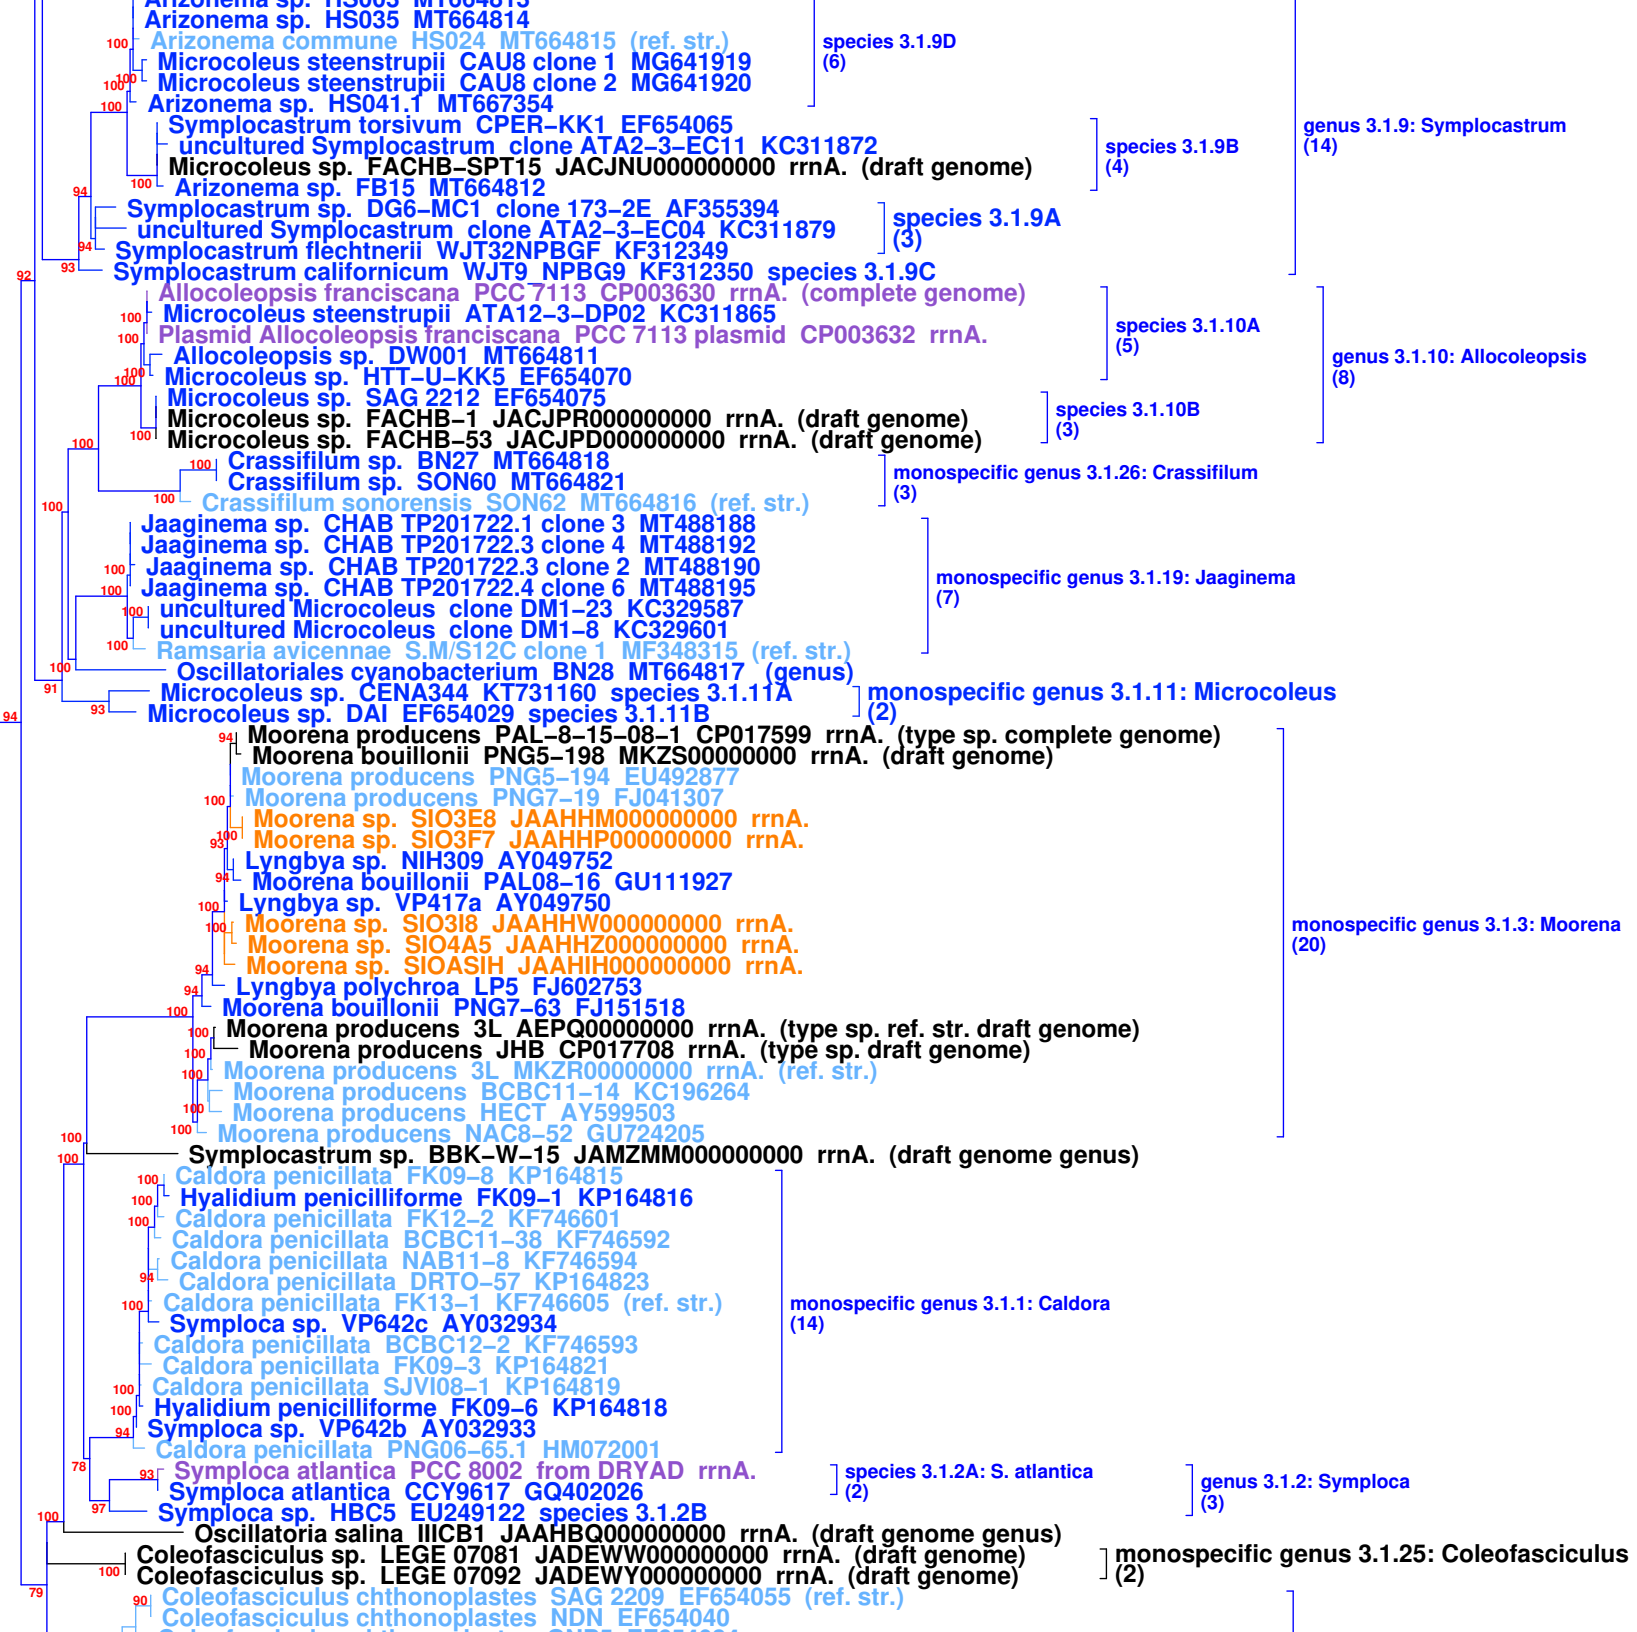 Arizonema sp. HS003 MT664813
Arizonema sp. HS035 MT664814
100 Arizonema commune HS024 MT664815 (ref. str.)
species 3.1.9D
(6)
Microcoleus steenstrupii CAU8 clone 1 MG641919
100 Microcoleus steenstrupii CAU8 clone 2 MG641920
100 Arizonema sp. HS041.1 MT667354
Symplocastrum torsivum CPER−KK1 EF654065
genus 3.1.9: Symplocastrum
(14)
uncultured Symplocastrum clone ATA2−3−EC11 KC311872
species 3.1.9B
(4)
Microcoleus sp. FACHB−SPT15 JACJNU000000000 rrnA. (draft genome)
100
94 Arizonema sp. FB15 MT664812
Symplocastrum sp. DG6−MC1 clone 173−2E AF355394
species 3.1.9A
(3)
uncultured Symplocastrum clone ATA2−3−EC04 KC311879
94 Symplocastrum flechtnerii WJT32NPBGF KF312349
92 93 Symplocastrum californicum WJT9_NPBG9 KF312350 species 3.1.9C
Allocoleopsis franciscana PCC 7113 CP003630 rrnA. (complete genome)
100 Microcoleus steenstrupii ATA12−3−DP02 KC311865
species 3.1.10A
(5)
100 Plasmid Allocoleopsis franciscana PCC 7113 plasmid CP003632 rrnA.
Allocoleopsis sp. DW001 MT664811
genus 3.1.10: Allocoleopsis
(8)
100 Microcoleus sp. HTT−U−KK5 EF654070
Microcoleus sp. SAG 2212 EF654075
species 3.1.10B
(3)
Microcoleus sp. FACHB−1 JACJPR000000000 rrnA. (draft genome)
100 100 Microcoleus sp. FACHB−53 JACJPD000000000 rrnA. (draft genome)
100 Crassifilum sp. BN27 MT664818
monospecific genus 3.1.26: Crassifilum
(3)
Crassifilum sp. SON60 MT664821
100 100 Crassifilum sonorensis SON62 MT664816 (ref. str.)
Jaaginema sp. CHAB TP201722.1 clone 3 MT488188
Jaaginema sp. CHAB TP201722.3 clone 4 MT488192
100 Jaaginema sp. CHAB TP201722.3 clone 2 MT488190
monospecific genus 3.1.19: Jaaginema
(7)
100 Jaaginema sp. CHAB TP201722.4 clone 6 MT488195
100 uncultured Microcoleus clone DM1−23 KC329587
uncultured Microcoleus clone DM1−8 KC329601
100 Ramsaria avicennae S.M/S12C clone 1 MF348315 (ref. str.)
100 Oscillatoriales cyanobacterium BN28 MT664817 (genus)
91 Microcoleus sp. CENA344 KT731160 species 3.1.11A
monospecific genus 3.1.11: Microcoleus
(2)
94 93 Microcoleus sp. DAI EF654029 species 3.1.11B
94 Moorena producens PAL−8−15−08−1 CP017599 rrnA. (type sp. complete genome)
Moorena bouillonii PNG5−198 MKZS00000000 rrnA. (draft genome)
Moorena producens PNG5−194 EU492877
100 Moorena producens PNG7−19 FJ041307
Moorena sp. SIO3E8 JAAHHM000000000 rrnA.
100
93 Moorena sp. SIO3F7 JAAHHP000000000 rrnA.
Lyngbya sp. NIH309 AY049752
94 Moorena bouillonii PAL08−16 GU111927
100 Lyngbya sp. VP417a AY049750
100 Moorena sp. SIO3I8 JAAHHW000000000 rrnA.
monospecific genus 3.1.3: Moorena
(20)
Moorena sp. SIO4A5 JAAHHZ000000000 rrnA.
94 Moorena sp. SIOASIH JAAHIH000000000 rrnA.
94 Lyngbya polychroa LP5 FJ602753
100 Moorena bouillonii PNG7−63 FJ151518
100 Moorena producens 3L AEPQ00000000 rrnA. (type sp. ref. str. draft genome)
100 Moorena producens JHB CP017708 rrnA. (type sp. draft genome)
100 Moorena producens 3L MKZR00000000 rrnA. (ref. str.)
Moorena producens BCBC11−14 KC196264
100 Moorena producens HECT AY599503
100 100 Moorena producens NAC8−52 GU724205
100 Symplocastrum sp. BBK−W−15 JAMZMM000000000 rrnA. (draft genome genus)
100 Caldora penicillata FK09−8 KP164815
100 Hyalidium penicilliforme FK09−1 KP164816
100 Caldora penicillata FK12−2 KF746601
Caldora penicillata BCBC11−38 KF746592
Caldora penicillata NAB11−8 KF746594
94 Caldora penicillata DRTO−57 KP164823
100 Caldora penicillata FK13−1 KF746605 (ref. str.)
monospecific genus 3.1.1: Caldora
(14)
Symploca sp. VP642c AY032934
Caldora penicillata BCBC12−2 KF746593
Caldora penicillata FK09−3 KP164821
100 Caldora penicillata SJVI08−1 KP164819
100 Hyalidium penicilliforme FK09−6 KP164818
94 Symploca sp. VP642b AY032933
Caldora penicillata PNG06−65.1 HM072001
78 93 Symploca atlantica PCC 8002 from DRYAD rrnA.
species 3.1.2A: S. atlantica
(2)
genus 3.1.2: Symploca
(3)
Symploca atlantica CCY9617 GQ402026
100 97 Symploca sp. HBC5 EU249122 species 3.1.2B
Oscillatoria salina IIICB1 JAAHBQ000000000 rrnA. (draft genome genus)
Coleofasciculus sp. LEGE 07081 JADEWW000000000 rrnA. (draft genome)
monospecific genus 3.1.25: Coleofasciculus
(2)
100 Coleofasciculus sp. LEGE 07092 JADEWY000000000 rrnA. (draft genome)
79 90 Coleofasciculus chthonoplastes SAG 2209 EF654055 (ref. str.)
Coleofasciculus chthonoplastes NDN EF654040